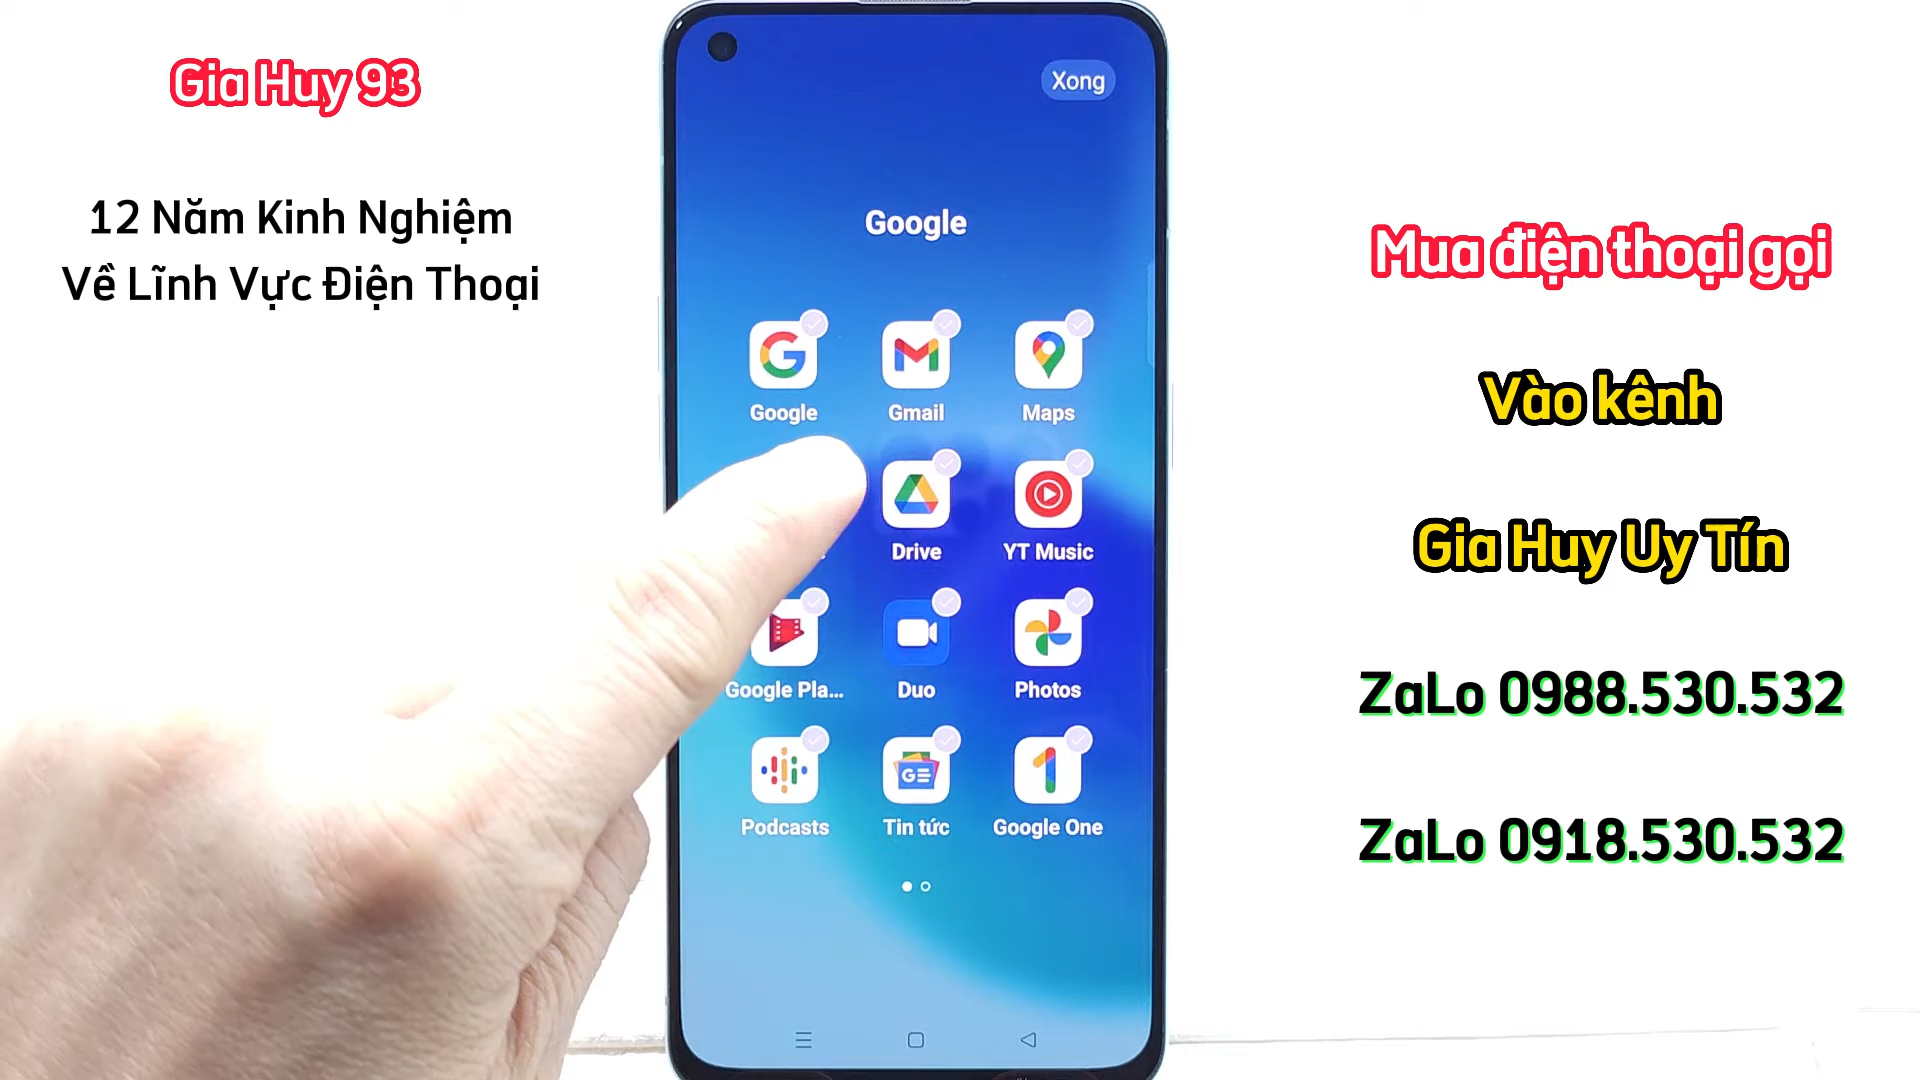 Gia Huy 93
12 Năm Kinh Nghiệm
Về Lĩnh Vực Điện Thoại
Xong
Google
Google
Gmail
Maps
Drive
YT Music
Google Pla...
Duo
Photos
Podcasts
Tin tức
Google One
Mua điện thoại gọi
Vào kênh
Gia Huy Uy Tín
ZaLo 0988.530.532
ZaLo 0918.530.532